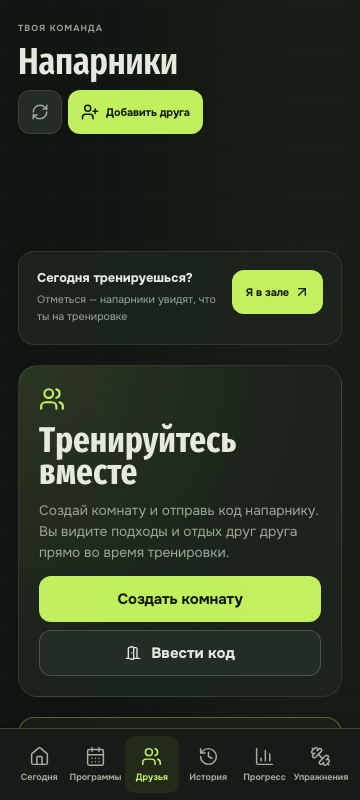 ТВОЯ КОМАНДА
Напарники
Добавить друга
Сегодня тренируешься?
Отметься — напарники увидят, что
ты на тренировке
Я в зале
Тренируйтесь
вместе
Создай комнату и отправь код напарнику.
Вы видите подходы и отдых друг друга
прямо во время тренировки.
Создать комнату
Ввести код
Сегодня
Программы
Друзья
История
Прогресс
Упражнения